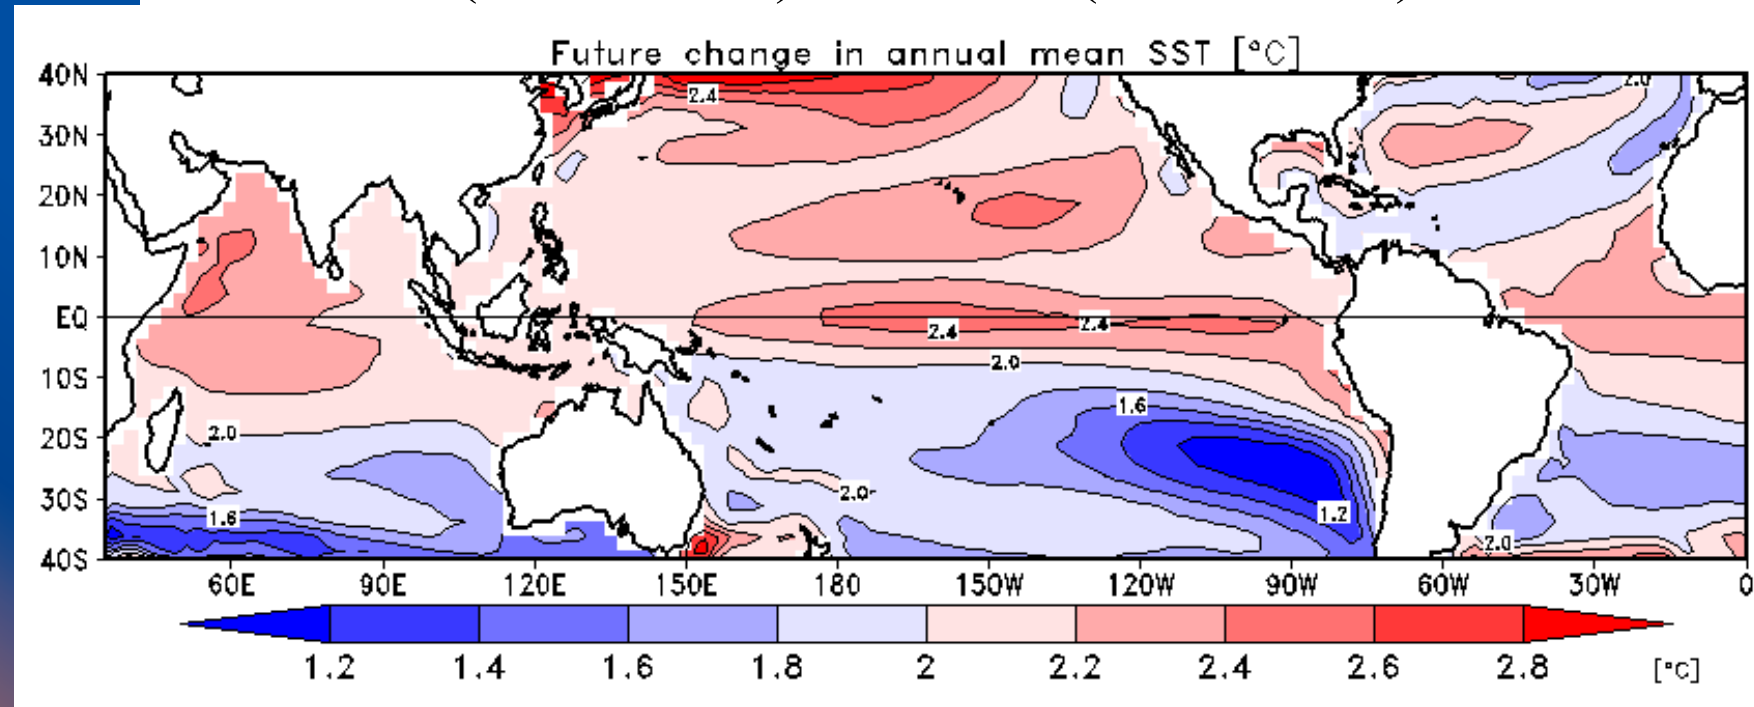 Future change in annual mean SST [°C]
40N
2.4
2.0
30N
20N
10N
EQ
2.4
2.4
2.0
10S
1.6
20S
2.0
2.0
30S
1.6
1.2
2.0
40S
60E 90E 120E 150E 180 150W 120W 90W 60W 30W 0
1.2 1.4 1.6 1.8 2 2.2 2.4 2.6 2.8 [°C]